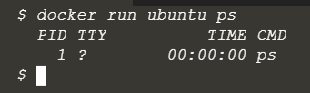 $ docker run ubuntu ps
PID TTY TIME CMD
1 ? 00:00:00 ps
$